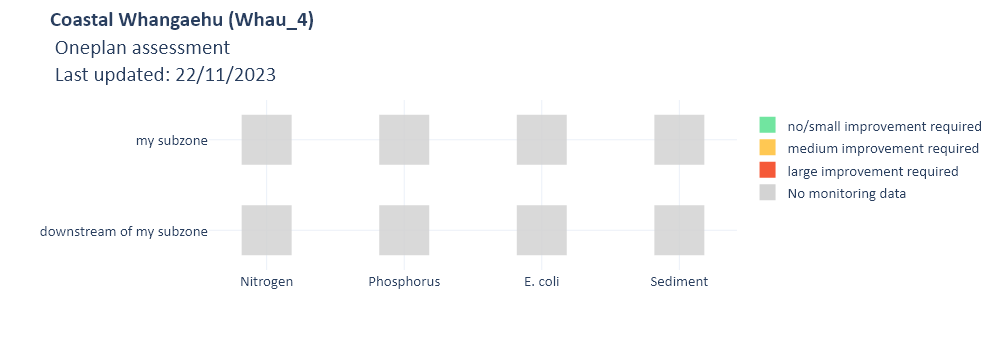 Coastal Whangaehu (Whau_4)
Oneplan assessment
Last updated: 22/11/2023
my subzone
downstream of my subzone
Nitrogen
Phosphorus
E. coli
Sediment
no/small improvement required
medium improvement required
large improvement required
No monitoring data